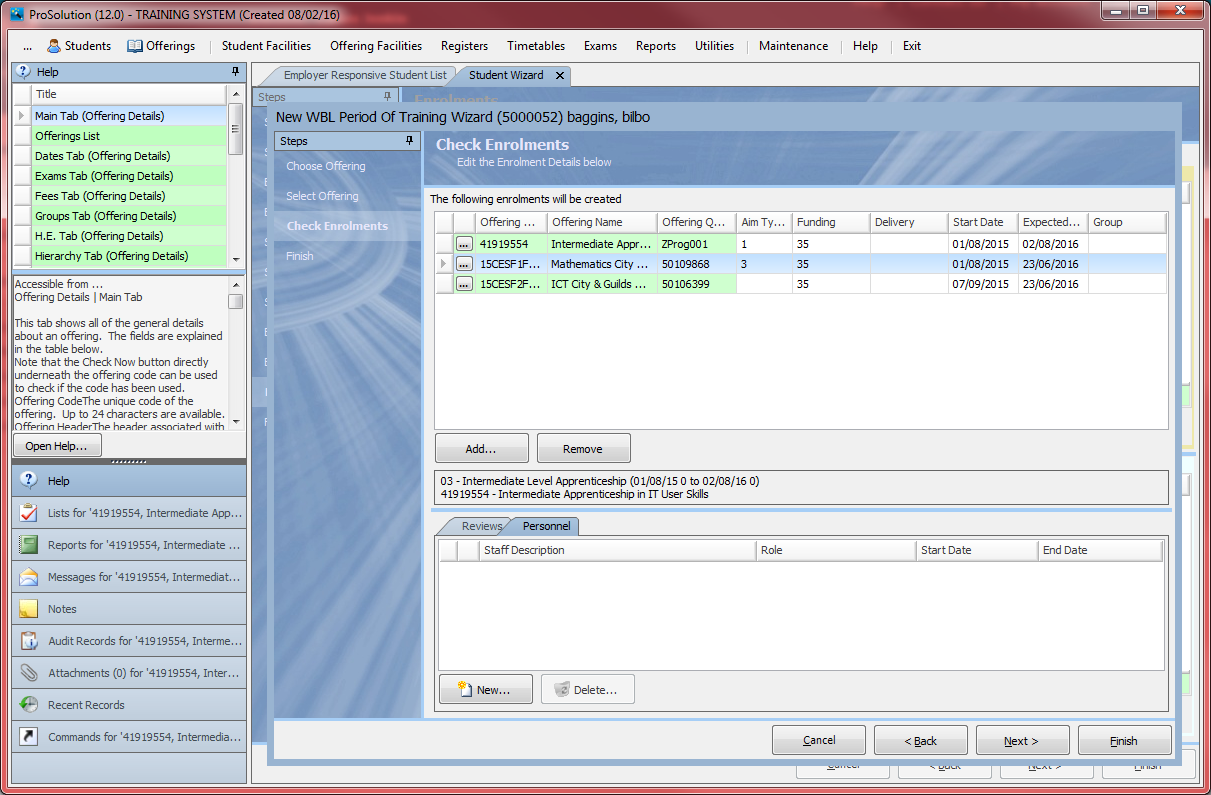 ProSolution (12.0) - TRAINING SYSTEM (Created 08/02/16)
... Students Offerings Student Facilities Offering Facilities Registers Timetables Exams Reports Utilities Maintenance Help Exit
Help
Title
Main Tab (Offering Details)
Offerings List
Dates Tab (Offering Details)
Exams Tab (Offering Details)
Fees Tab (Offering Details)
Groups Tab (Offering Details)
H.E. Tab (Offering Details)
Hierarchy Tab (Offering Details)
Accessible from ...
Offering Details | Main Tab
This tab shows all of the general details
about an offering. The fields are explained
in the table below.
Note that the Check Now button directly
underneath the offering code can be used
to check if the code has been used.
Offering CodeThe unique code of the
offering. Up to 24 characters are available.
Offering HeaderThe header associated with
Open Help...
Help
Lists for '41919554, Intermediate App...
Reports for '41919554, Intermediate ...
Messages for '41919554, Intermediat...
Notes
Audit Records for '41919554, Interme...
Attachments (0) for '41919554, Inter...
Recent Records
Commands for '41919554, Intermedia...
Employer Responsive Student List Student Wizard
Steps
Enrolments
New WBL Period Of Training Wizard (5000052) baggins, bilbo
Steps
Choose Offering
Select Offering
Check Enrolments
Finish
Check Enrolments
Edit the Enrolment Details below
The following enrolments will be created
Offering ... Offering Name Offering Q... Aim Ty... Funding Delivery Start Date Expected... Group
... 41919554 Intermediate Appr... ZProg001 1 35 01/08/2015 02/08/2016
... 15CESF1F... Mathematics City ... 50109868 3 35 01/08/2015 23/06/2016
... 15CESF2F... ICT City & Guilds ... 50106399 35 07/09/2015 23/06/2016
Add... Remove
03 - Intermediate Level Apprenticeship (01/08/15 0 to 02/08/16 0)
41919554 - Intermediate Apprenticeship in IT User Skills
Reviews Personnel
Staff Description Role Start Date End Date
New... Delete...
Cancel < Back Next > Finish
Cancel < Back Next > Finish